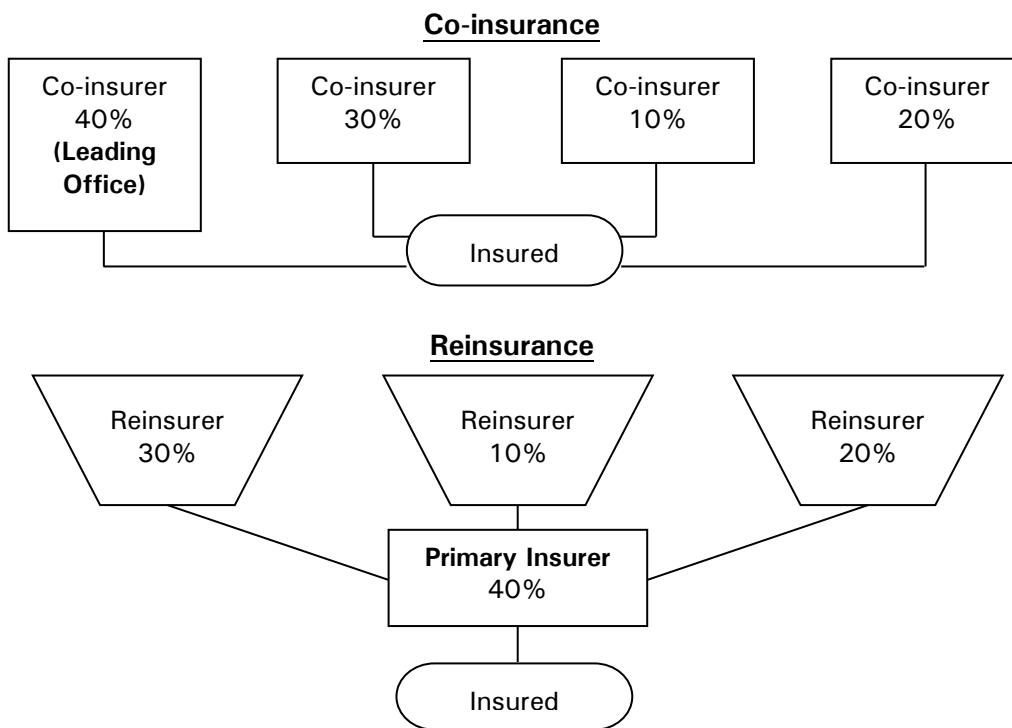 Co-insurance
Co-insurer
40%
(Leading
Office)
Co-insurer
30%
Co-insurer
10%
Co-insurer
20%
Insured
Reinsurance
Reinsurer
30%
Reinsurer
10%
Reinsurer
20%
Primary Insurer
40%
Insured